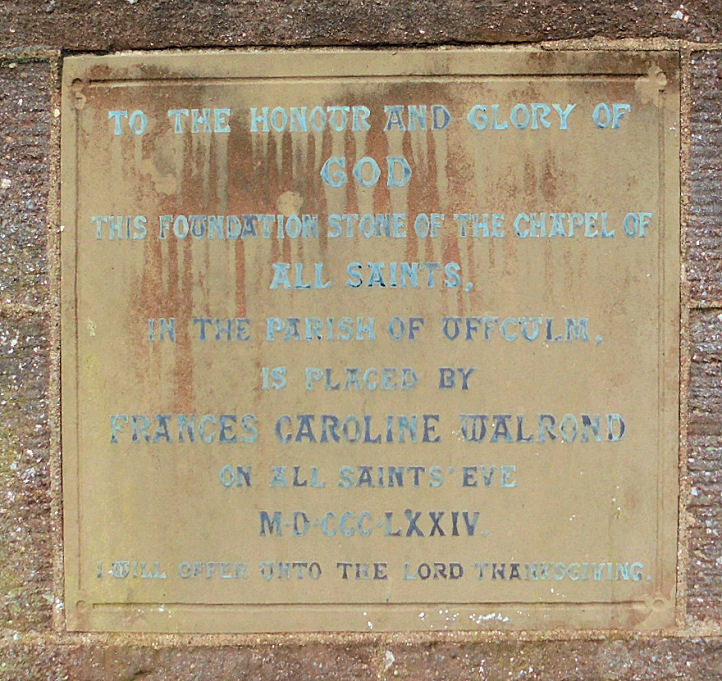 TO THE HONOUR AND GLORY OF
GOD
THIS FOUNDATION STONE OF THE CHAPEL OF
ALL SAINTS,
IN THE PARISH OF UFFCULM,
IS PLACED BY
FRANCES CAROLINE WALROND
ON ALL SAINTS' EVE
M·D·CCC·LXXIV.
I WILL OFFER UNTO THE LORD THANKSGIVING.